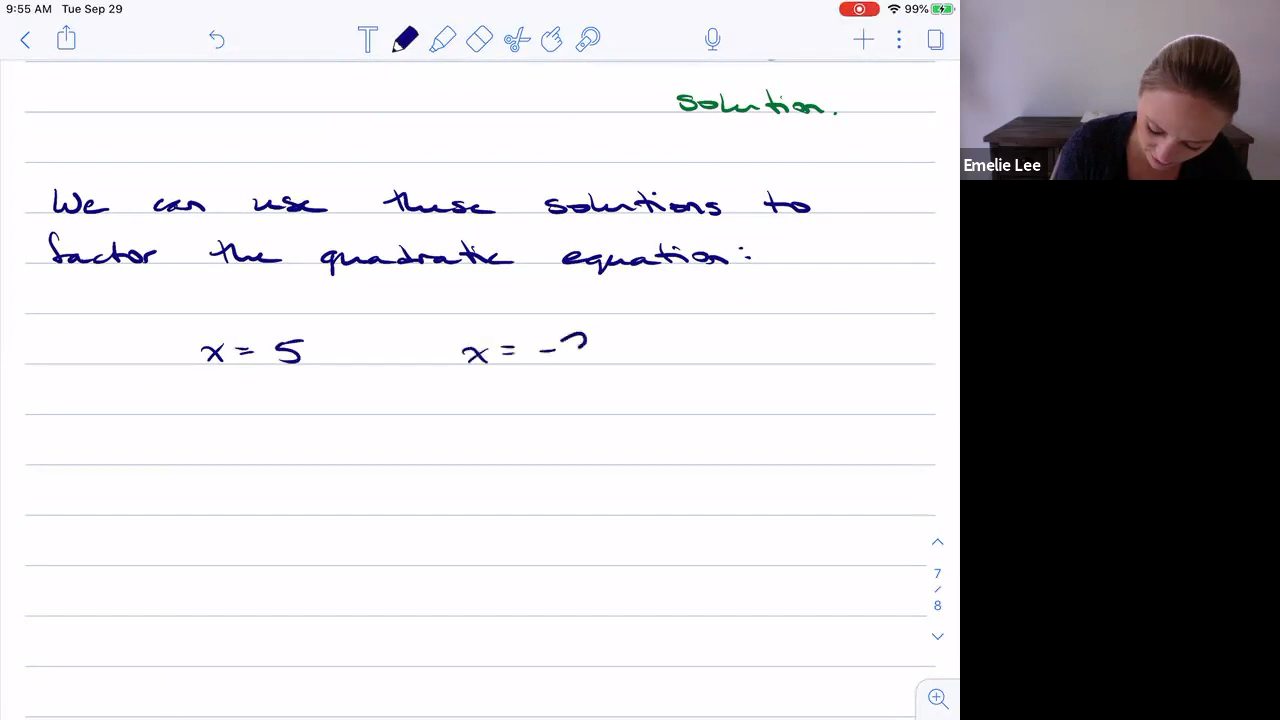 9:55 AM Tue Sep 29
99%
T
solution.
Emelie Lee
We can use these solutions to
factor the quadratic equation:
x = 5 x = -
7
/
8